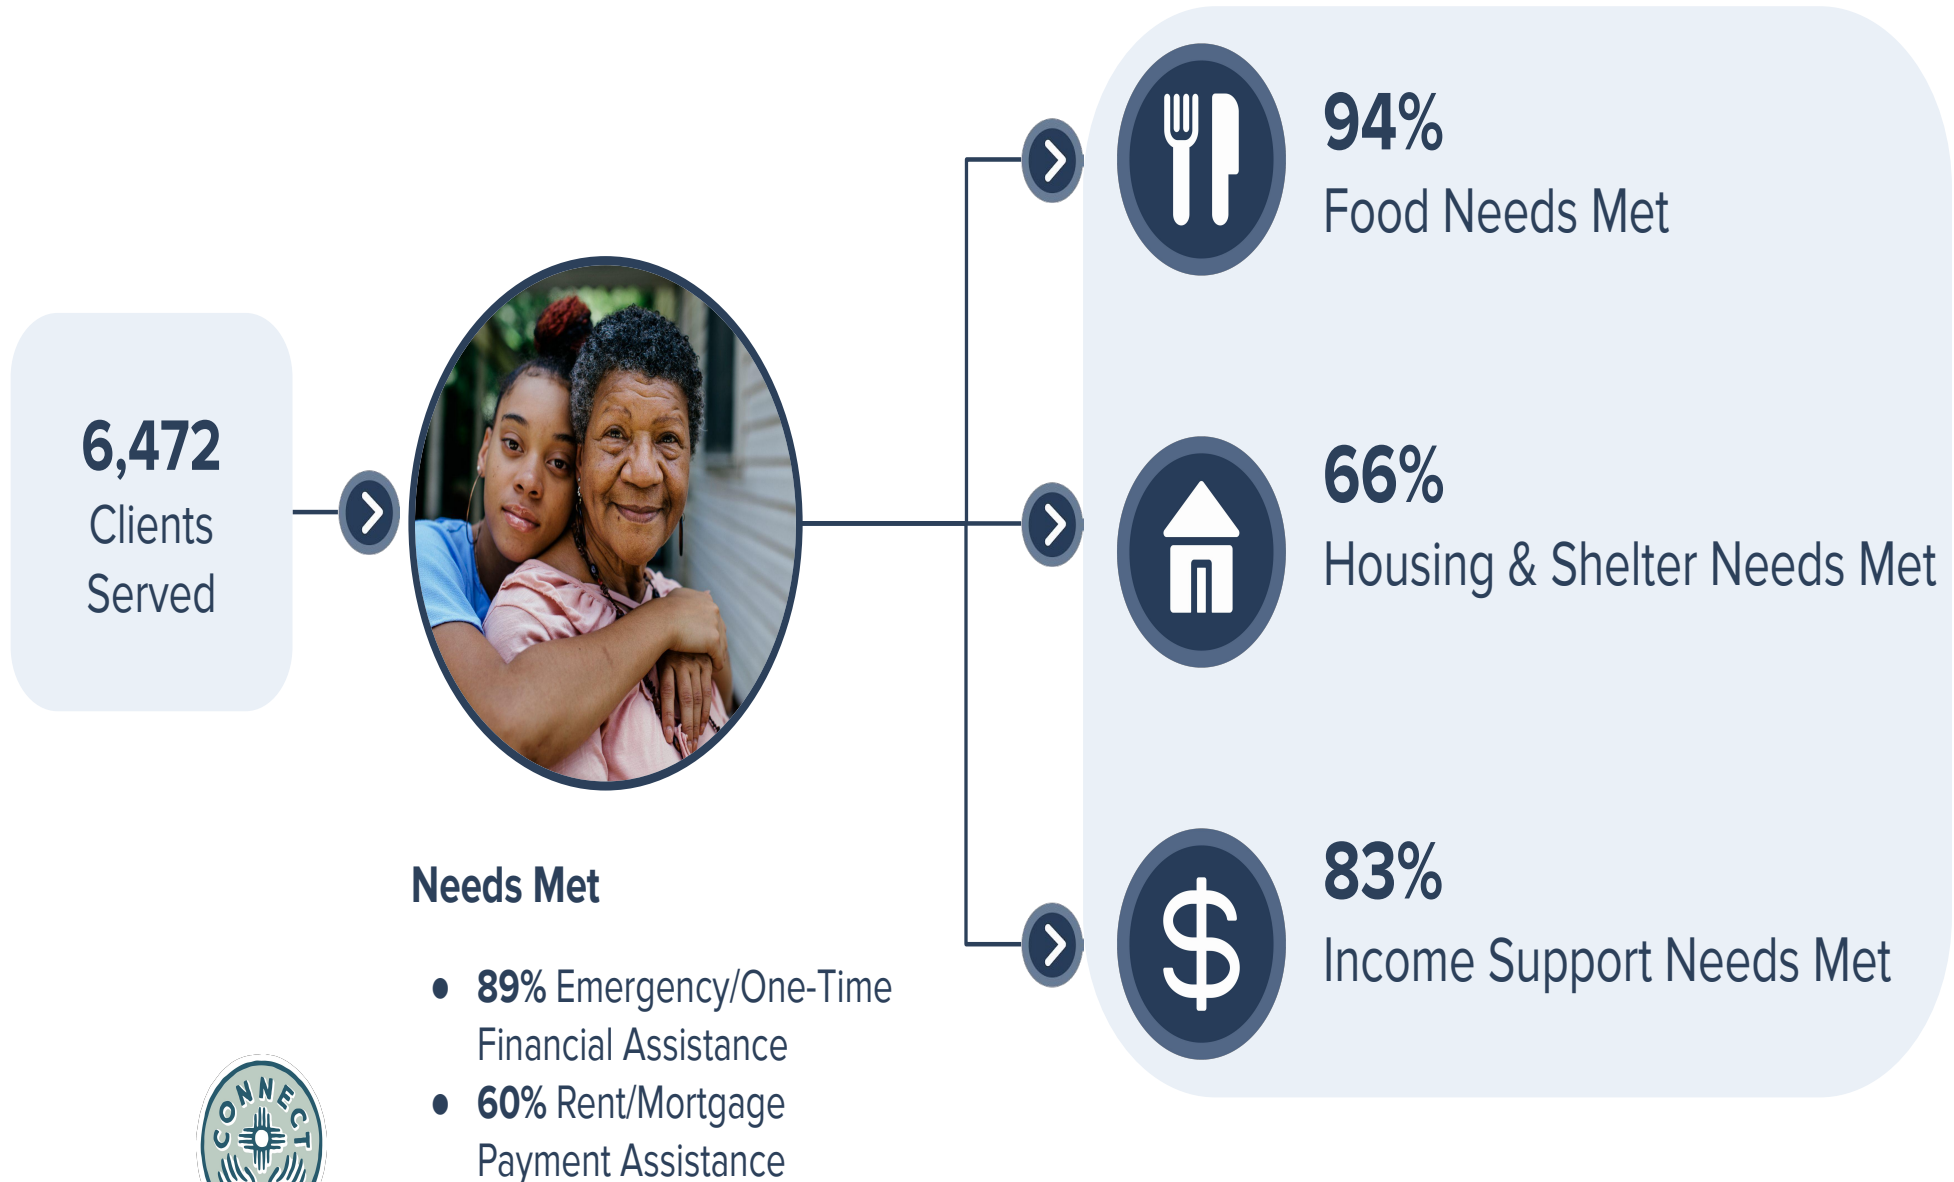 6,472
Clients
Served
94%
Food Needs Met
66%
Housing & Shelter Needs Met
83%
Income Support Needs Met
Needs Met
89% Emergency/One-Time
Financial Assistance
60% Rent/Mortgage
Payment Assistance
CONNECT